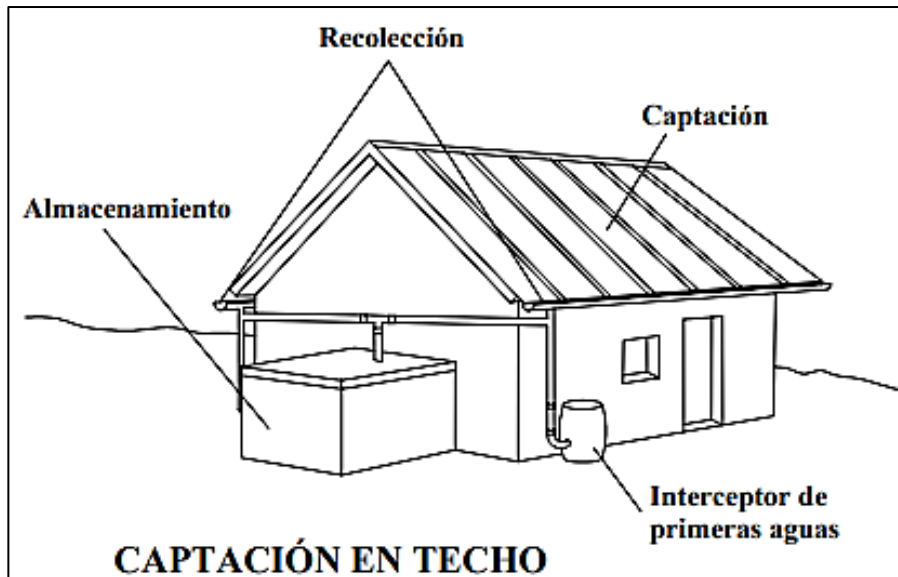 Recolección
Captación
Almacenamiento
Interceptor de
primeras aguas
CAPTACIÓN EN TECHO